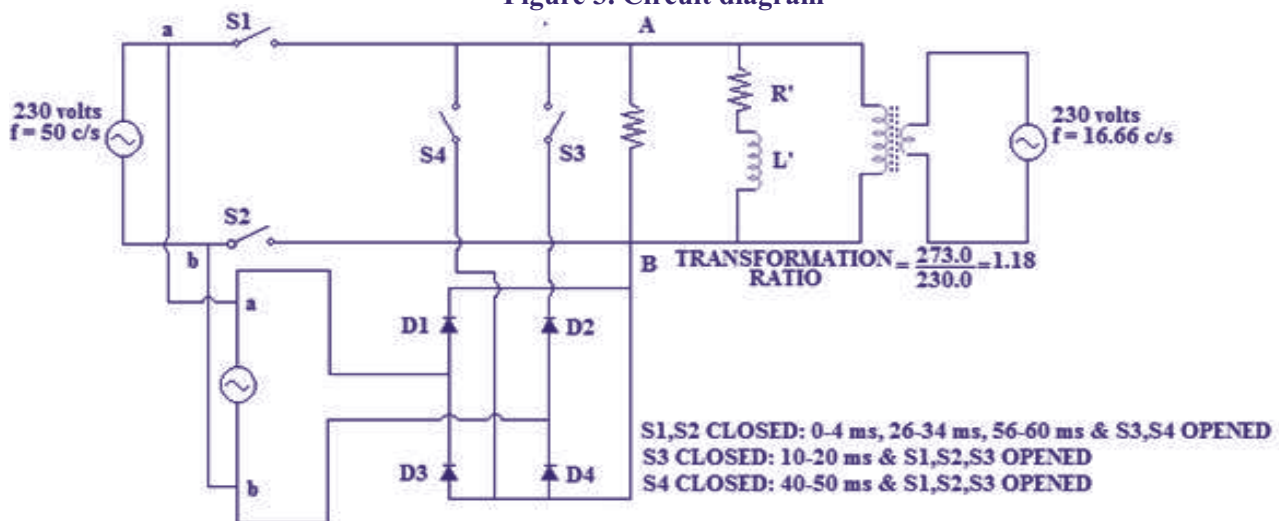 Figure 3: Circuit diagram
a
S1
A
230 volts
f = 50 c/s
S4
S3
R'
L'
230 volts
f = 16.66 c/s
S2
b
B
TRANSFORMATION RATIO = 273.0/230.0 = 1.18
a
D1
D2
b
D3
D4
S1,S2 CLOSED: 0-4 ms, 26-34 ms, 56-60 ms & S3,S4 OPENED
S3 CLOSED: 10-20 ms & S1,S2,S3 OPENED
S4 CLOSED: 40-50 ms & S1,S2,S3 OPENED